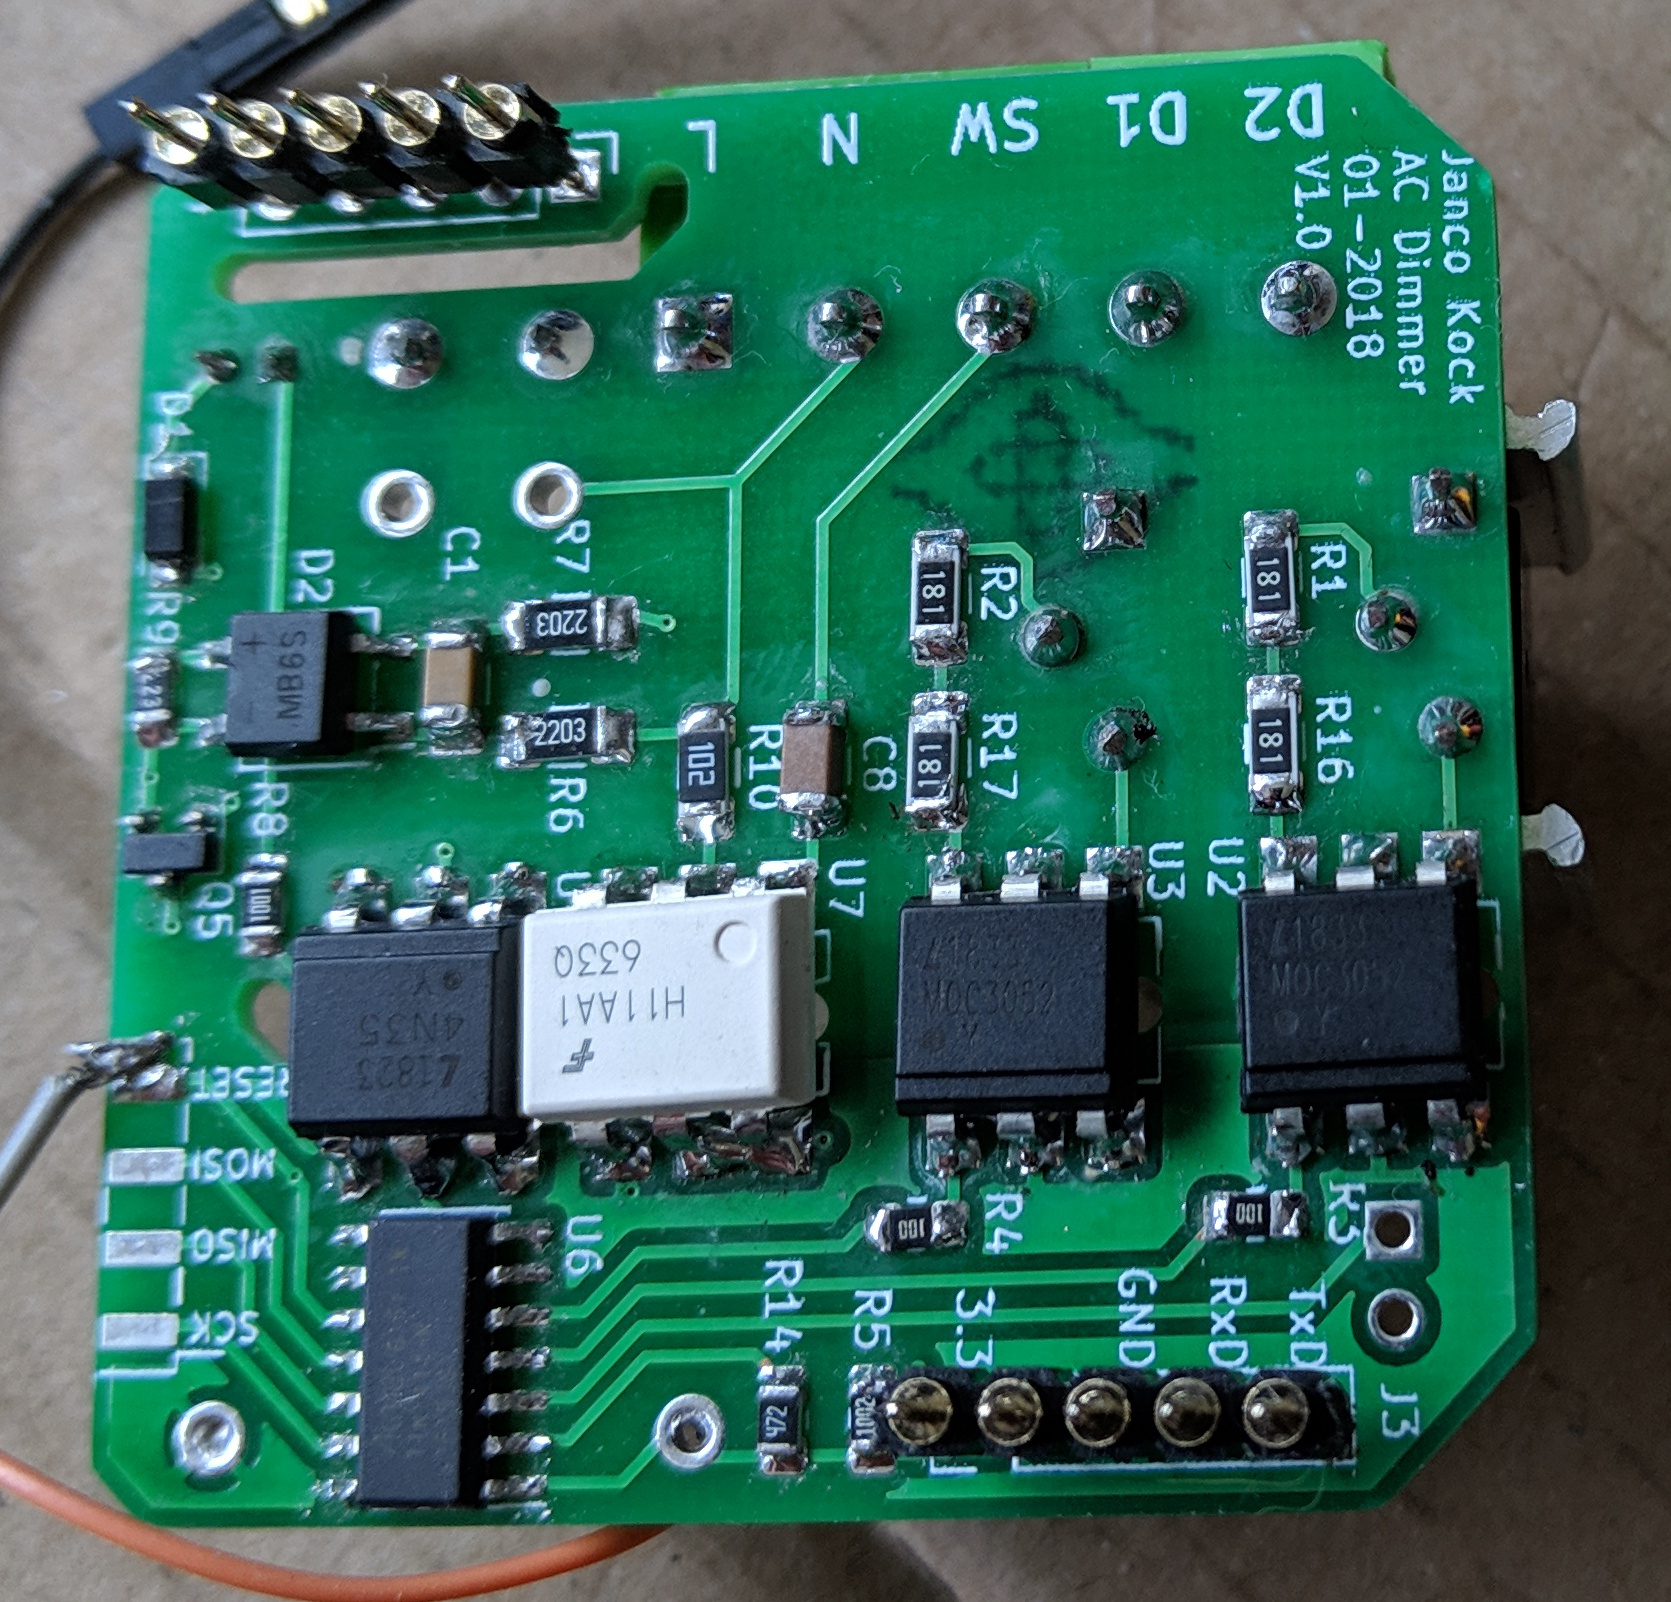 L
N
SW
D1
D2
Janco Kock
AC Dimmer
01-2018
V1.0
D2
C1
R7
R2
R1
181
181
2203
R9
MB6S
2203
R6
102
R10
C8
181
R17
181
R16
R8
Q5
1001
U7
U3
U2
4N35
Y
H11AA1
633Q
MOC3052
Y
MOC3052
Y
RESET
MOSI
MISO
SCK
U6
100
R4
100
R14
R5
3.3
GND
RxD
TxD
J3
472
1002